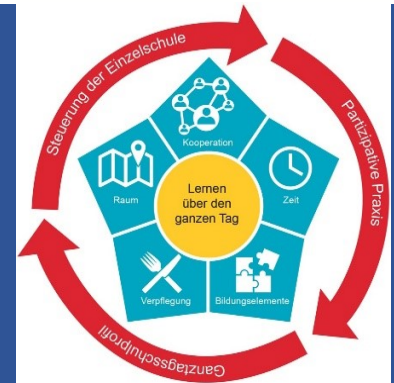 Steuerung der Einzelschule
Partizipative Praxis
Ganztagsschulprofil
Kooperation
Raum
Zeit
Lernen
über den
ganzen Tag
Verpflegung
Bildungselemente